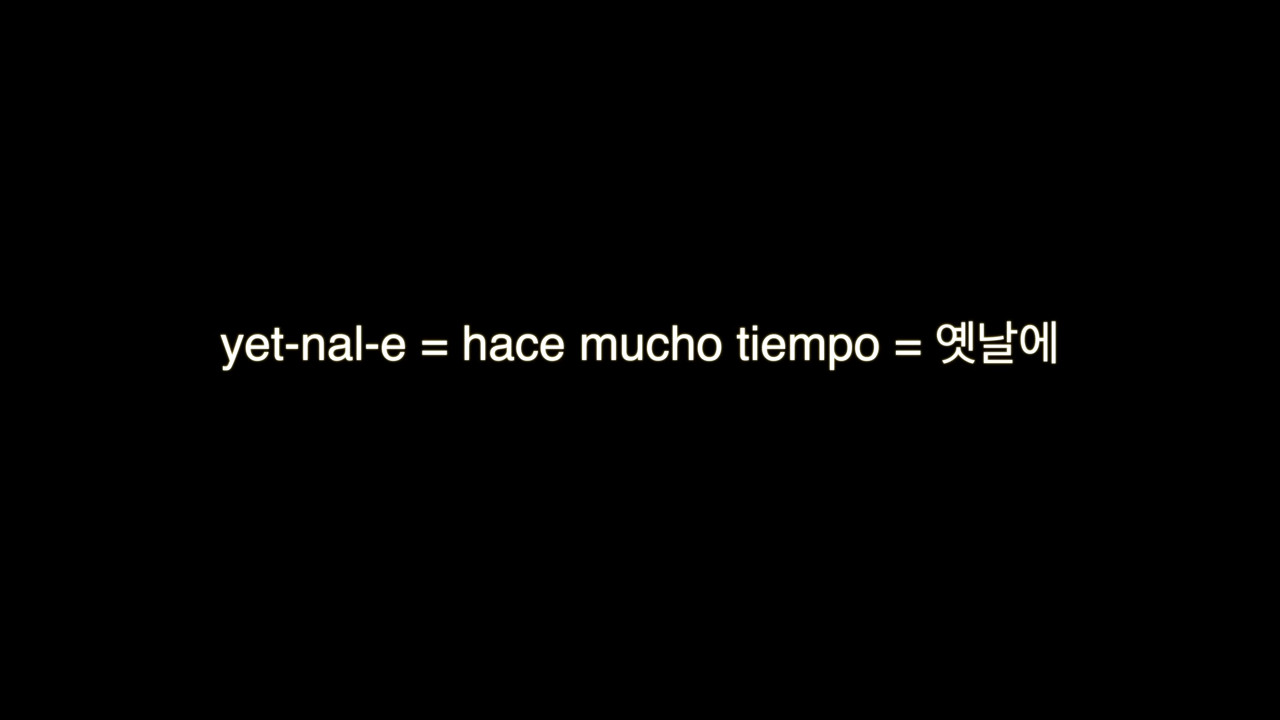 yet-nal-e = hace mucho tiempo = 옛날에